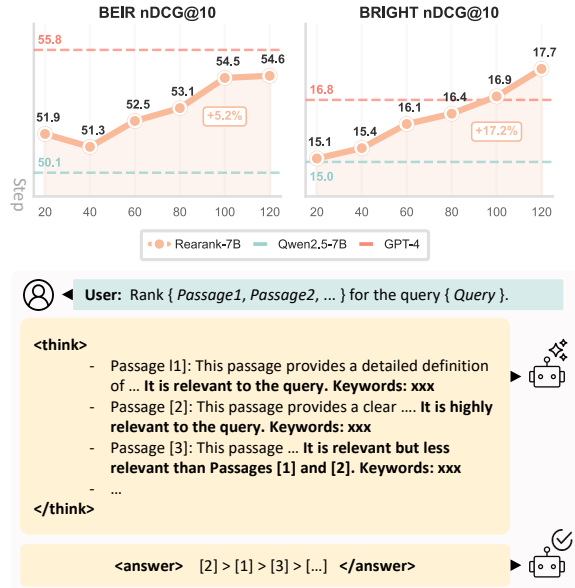 BEIR nDCG@10
BRIGHT nDCG@10
55.8
51.9
51.3
52.5
53.1
54.5
54.6
+5.2%
50.1
Step
20 40 60 80 100 120
16.8
15.1
15.4
16.1
16.4
16.9
17.7
+17.2%
15.0
20 40 60 80 100 120
Rearank-7B Qwen2.5-7B GPT-4
User: Rank { Passage1, Passage2, ... } for the query { Query }.
<think>
- Passage l1]: This passage provides a detailed definition
of ... It is relevant to the query. Keywords: xxx
- Passage [2]: This passage provides a clear .... It is highly
relevant to the query. Keywords: xxx
- Passage [3]: This passage ... It is relevant but less
relevant than Passages [1] and [2]. Keywords: xxx
- ...
</think>
<answer> [2] > [1] > [3] > [...] </answer>